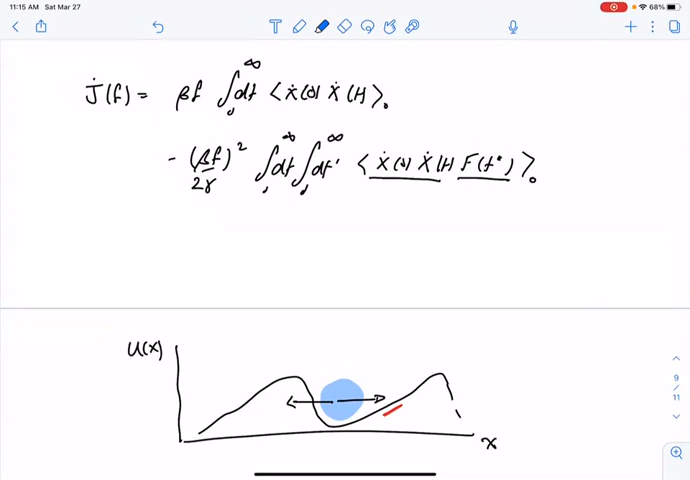 11:15 AM Sat Mar 27
68%
J̇(f) = βf ∫₀^∞ dt ⟨ẋ(0) ẋ(t)⟩₀
- (βf)²/2γ ∫₀^∞ dt ∫₀^∞ dt' ⟨ẋ(0) ẋ(t) F(t')⟩₀
U(x)
x
9
/
11